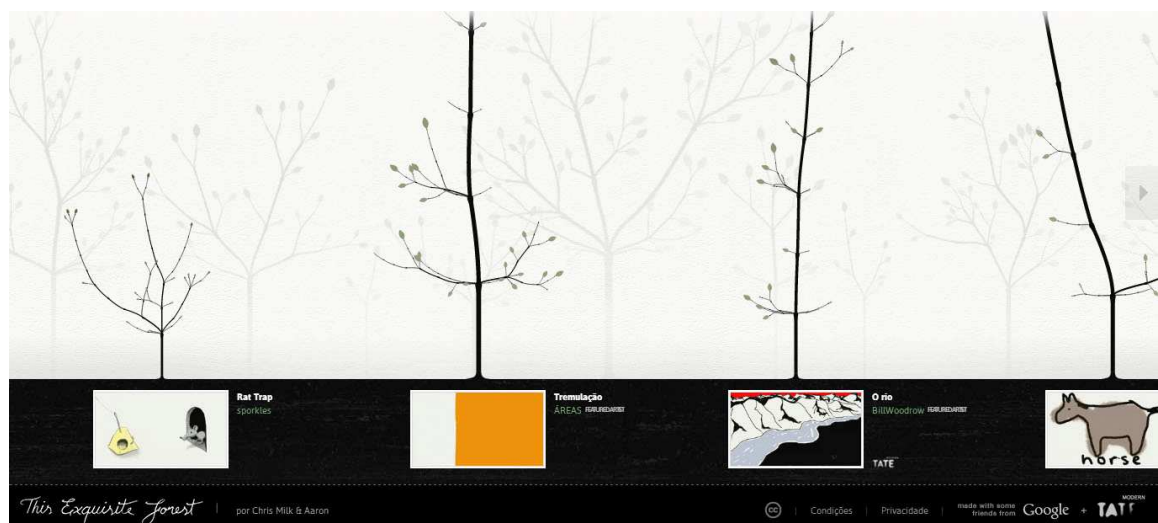 Rat Trap
sporkles
Tremulação
ÁREAS FEATURED ARTIST
O rio
BillWoodrow FEATURED ARTIST
TATE
horse
This Exquisite Forest
por Chris Milk & Aaron
cc
Condições
Privacidade
made with some
friends from
Google + TATE
MODERN